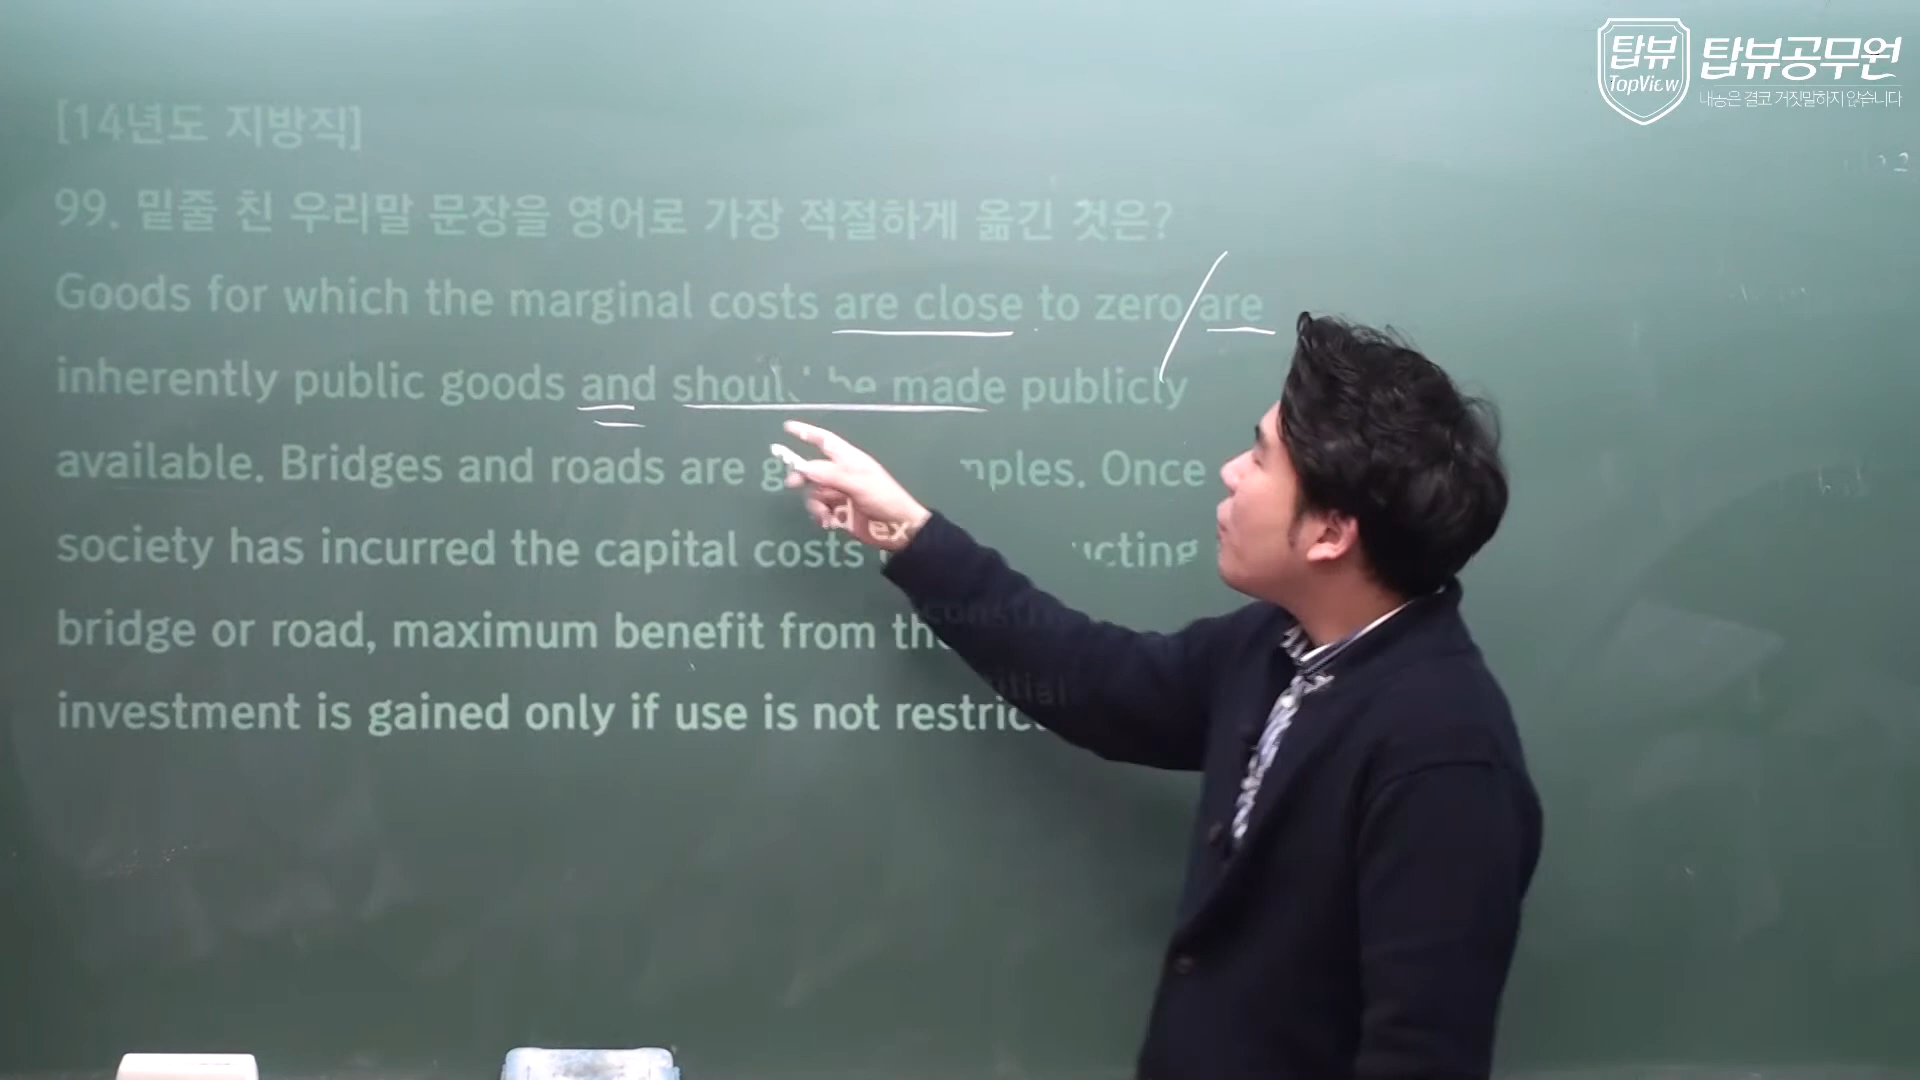 탑뷰
TopView
탑뷰공무원
내공은 결코 거짓말하지 않습니다
[14년도 지방직]
99. 밑줄 친 우리말 문장을 영어로 가장 적절하게 옮긴 것은?
Goods for which the marginal costs are close to zero are
inherently public goods and should be made publicly
available. Bridges and roads are Once
society has incurred the capital costs
bridge or road, maximum benefit from
investment is gained only if use is not